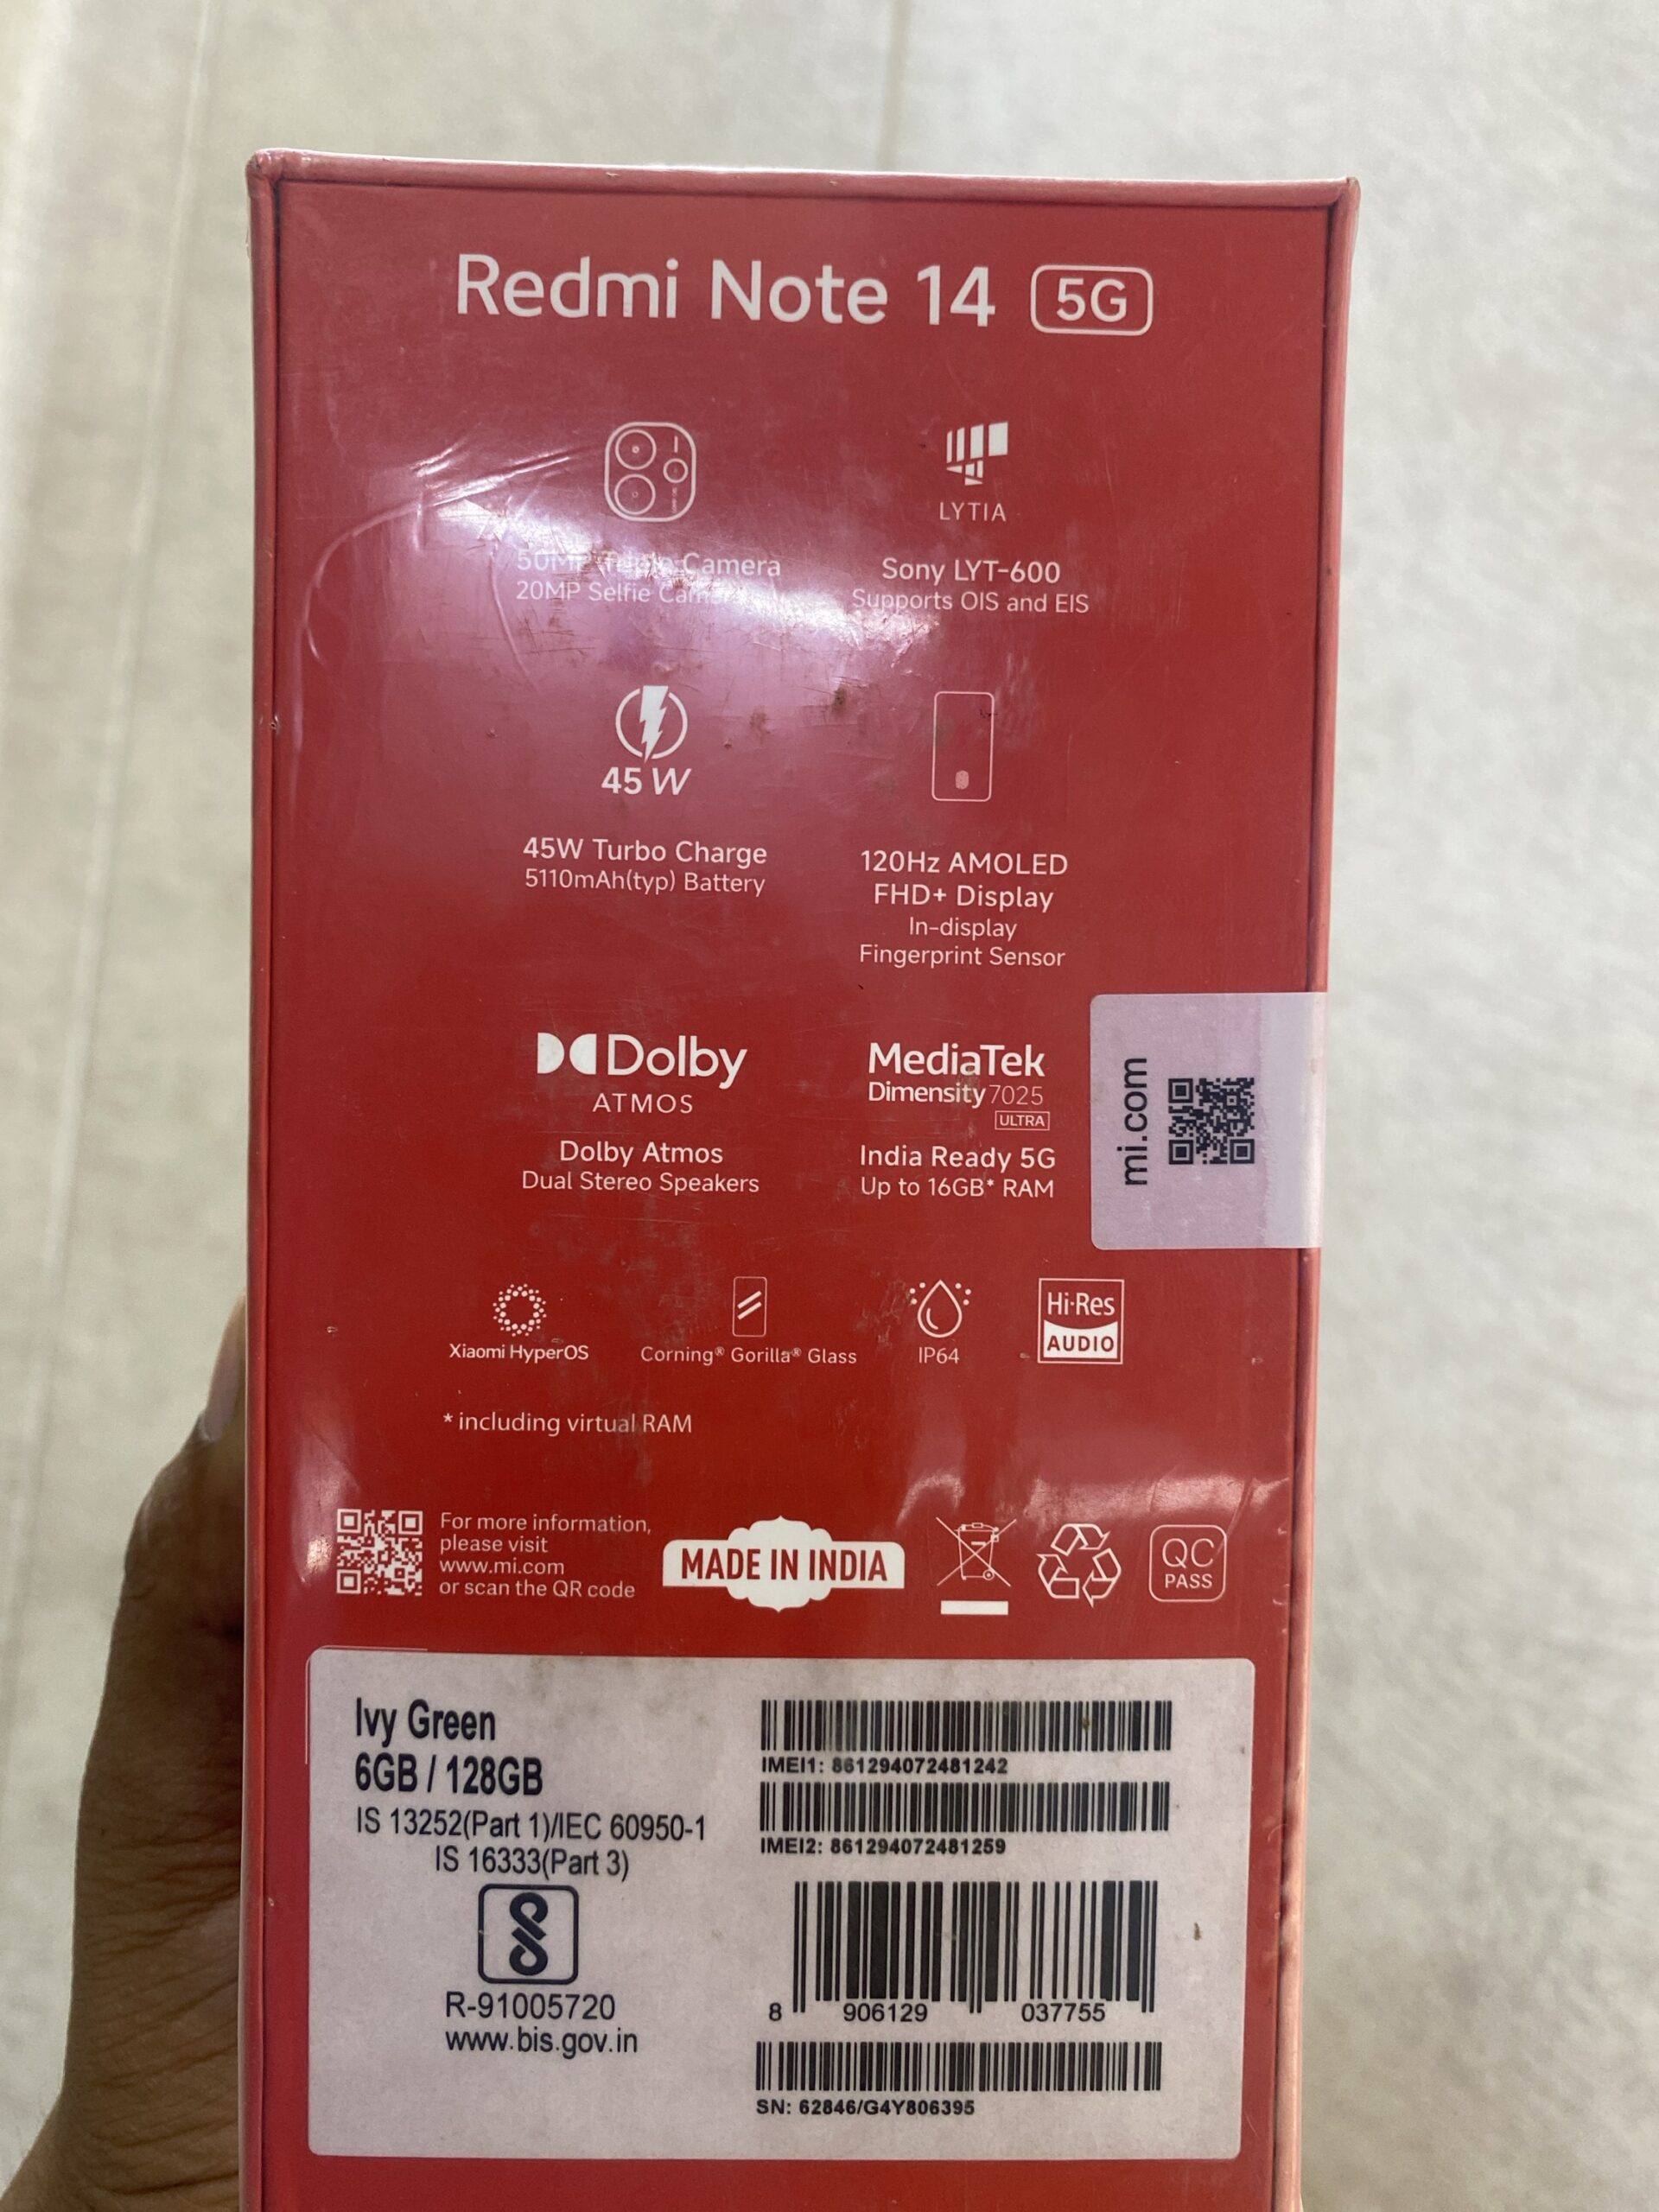 Redmi Note 14 5G
LYTIA
50MP Triple Camera
20MP Selfie Camera
Sony LYT-600
Supports OIS and EIS
45 W
45W Turbo Charge
5110mAh(typ) Battery
120Hz AMOLED
FHD+ Display
In-display
Fingerprint Sensor
Dolby
ATMOS
Dolby Atmos
Dual Stereo Speakers
MediaTek
Dimensity 7025
ULTRA
India Ready 5G
Up to 16GB* RAM
mi.com
Xiaomi HyperOS
Corning® Gorilla® Glass
IP64
Hi-Res
AUDIO
* including virtual RAM
For more information,
please visit
www.mi.com
or scan the QR code
MADE IN INDIA
QC
PASS
Ivy Green
6GB / 128GB
IS 13252(Part 1)/IEC 60950-1
IS 16333(Part 3)
R-91005720
www.bis.gov.in
IMEI1: 861294072481242
IMEI2: 861294072481259
8 906129 037755
SN: 62846/G4Y806395